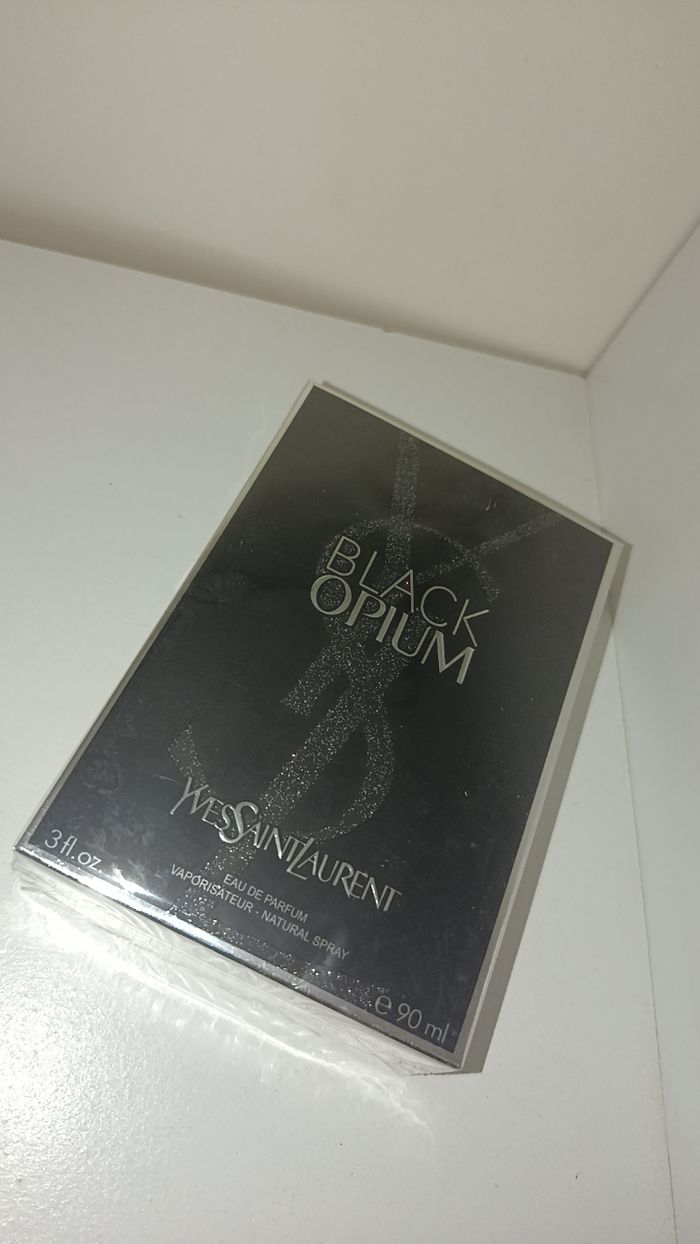 BLACK
OPIUM
YVESSAINTLAURENT
3 fl.oz.
EAU DE PARFUM
VAPORISATEUR - NATURAL SPRAY
e 90 ml